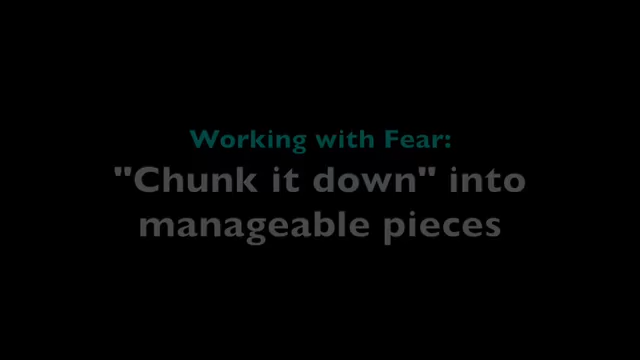 Working with Fear:
"Chunk it down" into
manageable pieces